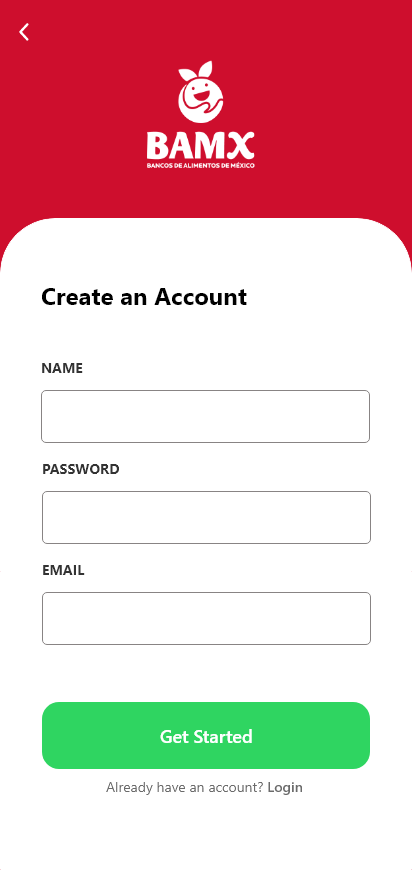 BAMX
BANCOS DE ALIMENTOS DE MÉXICO
Create an Account
NAME
PASSWORD
EMAIL
Get Started
Already have an account? Login